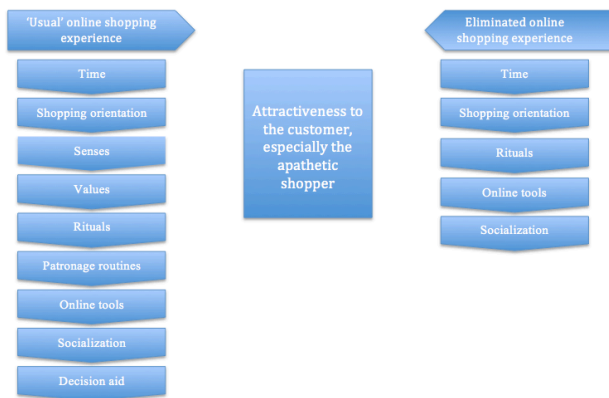 'Usual' online shopping
experience
Time
Shopping orientation
Senses
Values
Rituals
Patronage routines
Online tools
Socialization
Decision aid
Attractiveness to
the customer,
especially the
apathetic
shopper
Eliminated online
shopping experience
Time
Shopping orientation
Rituals
Online tools
Socialization